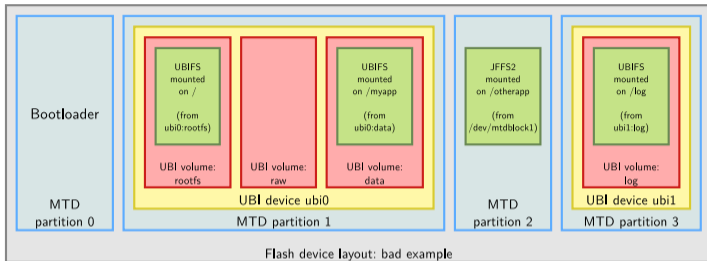 Bootloader
MTD
partition 0
UBIFS
mounted
on /
(from
ubi0:rootfs)
UBI volume:
rootfs
UBI volume:
raw
UBIFS
mounted
on /myapp
(from
ubi0:data)
UBI volume:
data
UBI device ubi0
MTD partition 1
JFFS2
mounted
on /otherapp
(from
/dev/mtdblock1)
MTD
partition 2
UBIFS
mounted
on /log
(from
ubi1:log)
UBI volume:
log
UBI device ubi1
MTD partition 3
Flash device layout: bad example